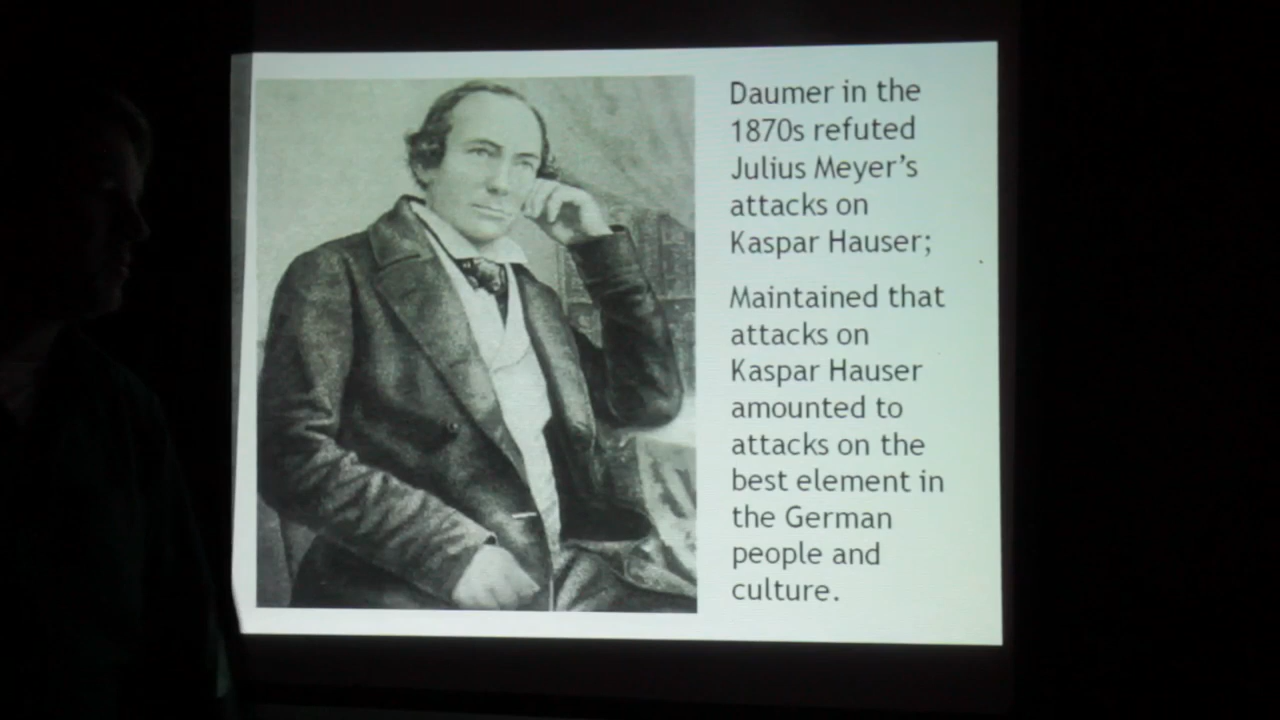 Daumer in the
1870s refuted
Julius Meyer's
attacks on
Kaspar Hauser;
Maintained that
attacks on
Kaspar Hauser
amounted to
attacks on the
best element in
the German
people and
culture.